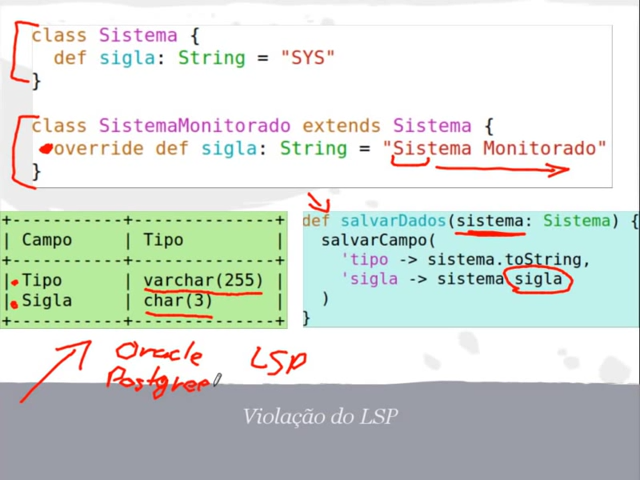 class Sistema {
  def sigla: String = "SYS"
}
class SistemaMonitorado extends Sistema {
  override def sigla: String = "Sistema Monitorado"
}
+-----------+---------------+
| Campo     | Tipo          |
+-----------+---------------+
| Tipo      | varchar(255)  |
| Sigla     | char(3)       |
+-----------+---------------+
def salvarDados(sistema: Sistema) {
  salvarCampo(
    'tipo -> sistema.toString,
    'sigla -> sistema.sigla
  )
}
Oracle
LSP
Postgree
Violação do LSP